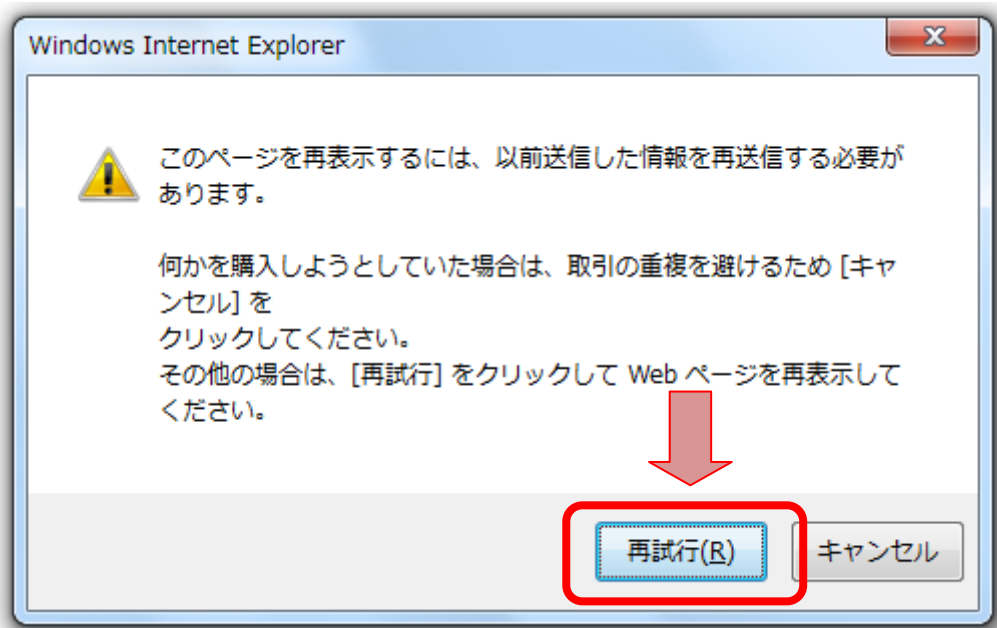 Windows Internet Explorer
このページを再表示するには、以前送信した情報を再送信する必要が
あります。
何かを購入しようとしていた場合は、取引の重複を避けるため [キャ
ンセル] を
クリックしてください。
その他の場合は、[再試行] をクリックして Web ページを再表示して
ください。
再試行(R)
キャンセル